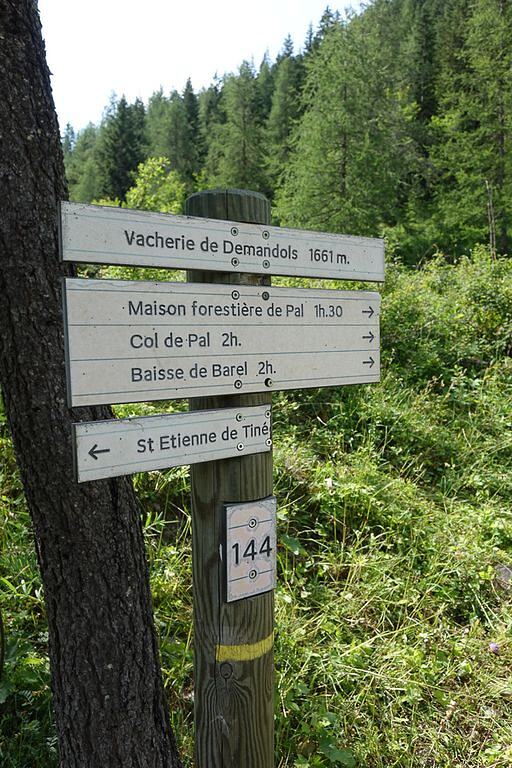 Vacherie de Demandols 1661 m.
Maison forestière de Pal 1h.30 →
Col de Pal 2h. →
Baisse de Barel 2h. →
← St Etienne de Tiné
144